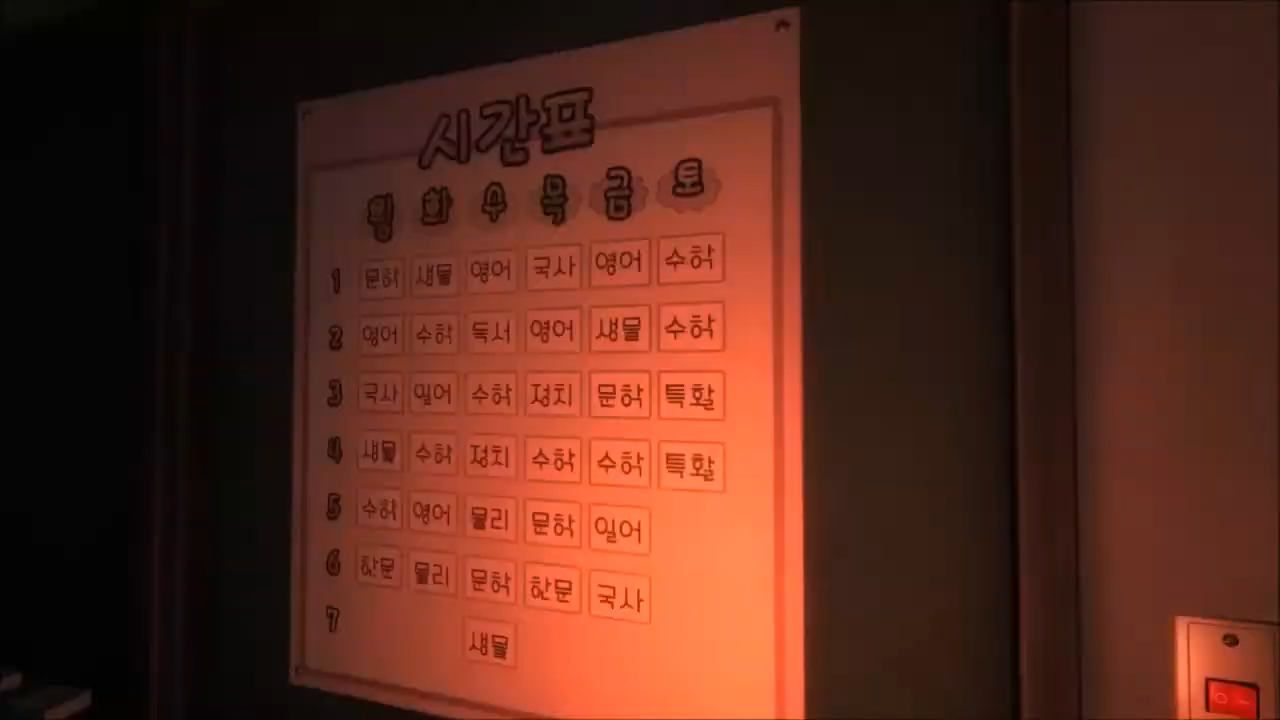 시간표
월 화 수 목 금 토
1 문학 생물 영어 국사 영어 수학
2 영어 수학 독서 영어 생물 수학
3 국사 일어 수학 정치 문학 특활
4 생물 수학 정치 수학 수학 특활
5 수학 영어 물리 문학 일어
6 한문 물리 문학 한문 국사
7 생물